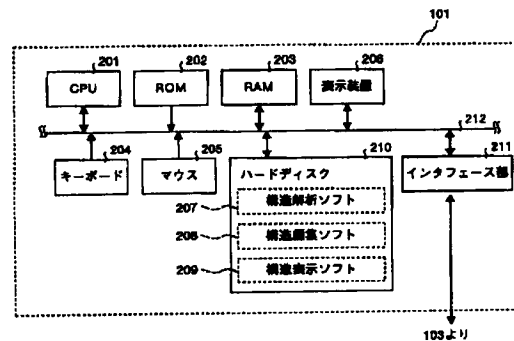 101
201
202
203
206
CPU
ROM
RAM
表示装置
212
204
205
210
211
キーボード
マウス
ハードディスク
インタフェース部
207
構造解析ソフト
208
構造編集ソフト
209
構造表示ソフト
103より